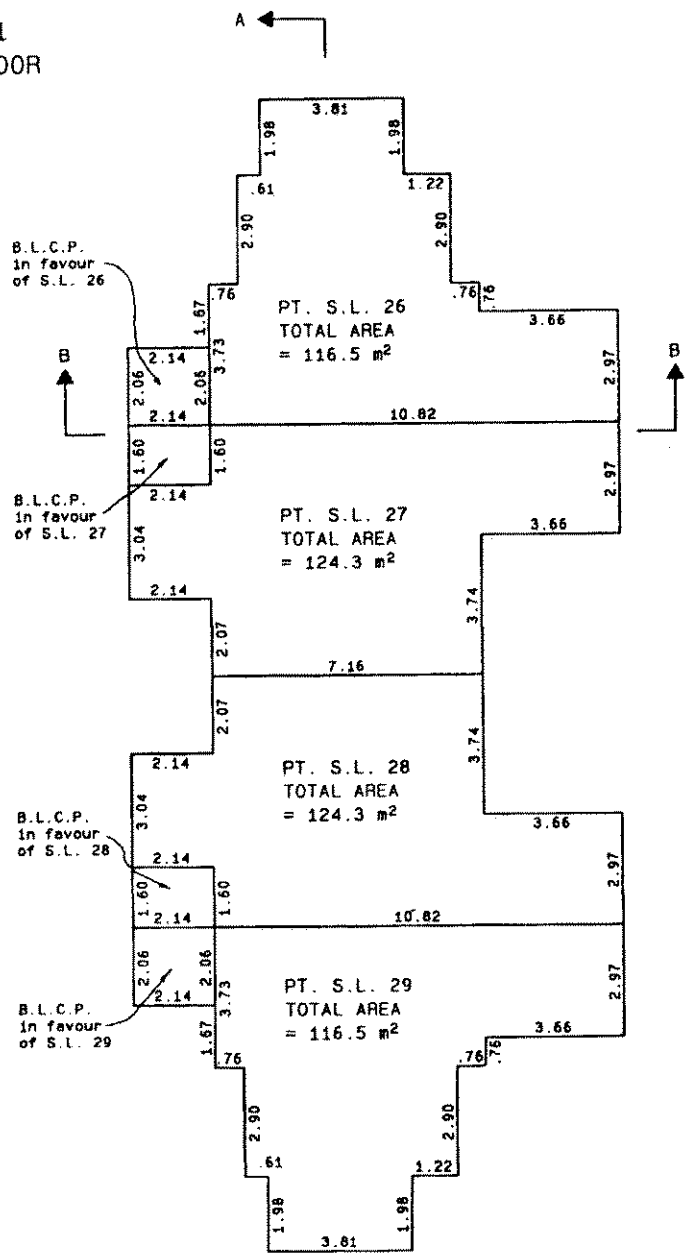 A
OOR
3.81
1.98
1.98
.61
1.22
2.90
2.90
B.L.C.P.
in favour
of S.L. 26
.76
.76
.76
1.67
PT. S.L. 26
TOTAL AREA
= 116.5 m²
3.66
B
2.14
3.73
B
2.06
2.06
2.97
2.14
10.82
1.60
1.60
2.97
2.14
B.L.C.P.
in favour
of S.L. 27
PT. S.L. 27
TOTAL AREA
= 124.3 m²
3.66
3.04
2.14
3.74
2.07
7.16
2.07
3.74
2.14
PT. S.L. 28
TOTAL AREA
= 124.3 m²
3.04
3.66
B.L.C.P.
in favour
of S.L. 28
2.14
2.97
1.60
1.60
2.14
10.82
2.06
2.06
2.97
2.14
3.73
PT. S.L. 29
TOTAL AREA
= 116.5 m²
B.L.C.P.
in favour
of S.L. 29
1.67
3.66
.76
.76
.76
2.90
2.90
.61
1.22
1.98
1.98
3.81